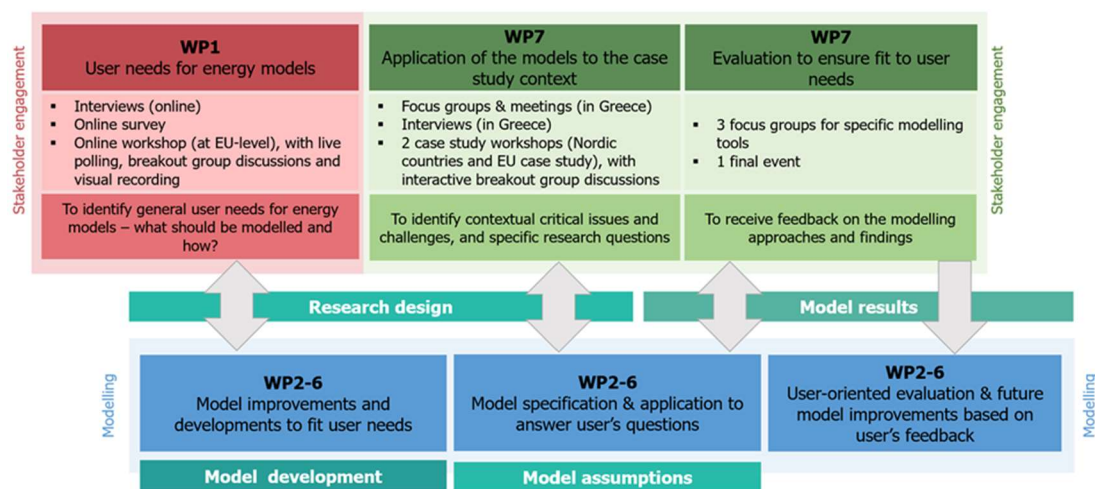 Stakeholder engagement
WP1
User needs for energy models
▪ Interviews (online)
▪ Online survey
▪ Online workshop (at EU-level), with live
polling, breakout group discussions and
visual recording
To identify general user needs for energy
models – what should be modelled and
how?
WP7
Application of the models to the case
study context
▪ Focus groups & meetings (in Greece)
▪ Interviews (in Greece)
▪ 2 case study workshops (Nordic
countries and EU case study), with
interactive breakout group discussions
To identify contextual critical issues and
challenges, and specific research questions
WP7
Evaluation to ensure fit to user
needs
▪ 3 focus groups for specific modelling
tools
▪ 1 final event
To receive feedback on the modelling
approaches and findings
Stakeholder engagement
Research design
Model results
Modelling
WP2-6
Model improvements and
developments to fit user needs
WP2-6
Model specification & application to
answer user's questions
WP2-6
User-oriented evaluation & future
model improvements based on
user's feedback
Modelling
Model development
Model assumptions